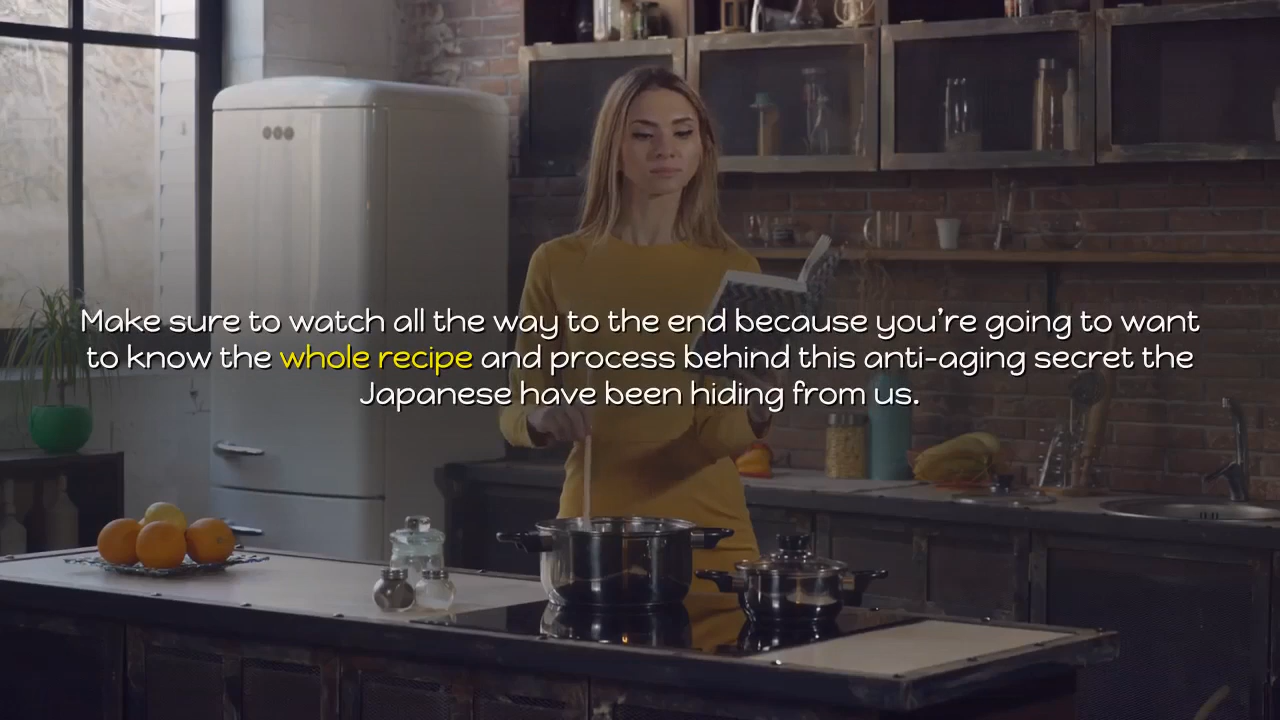 Make sure to watch all the way to the end because you're going to want
to know the whole recipe and process behind this anti-aging secret the
Japanese have been hiding from us.